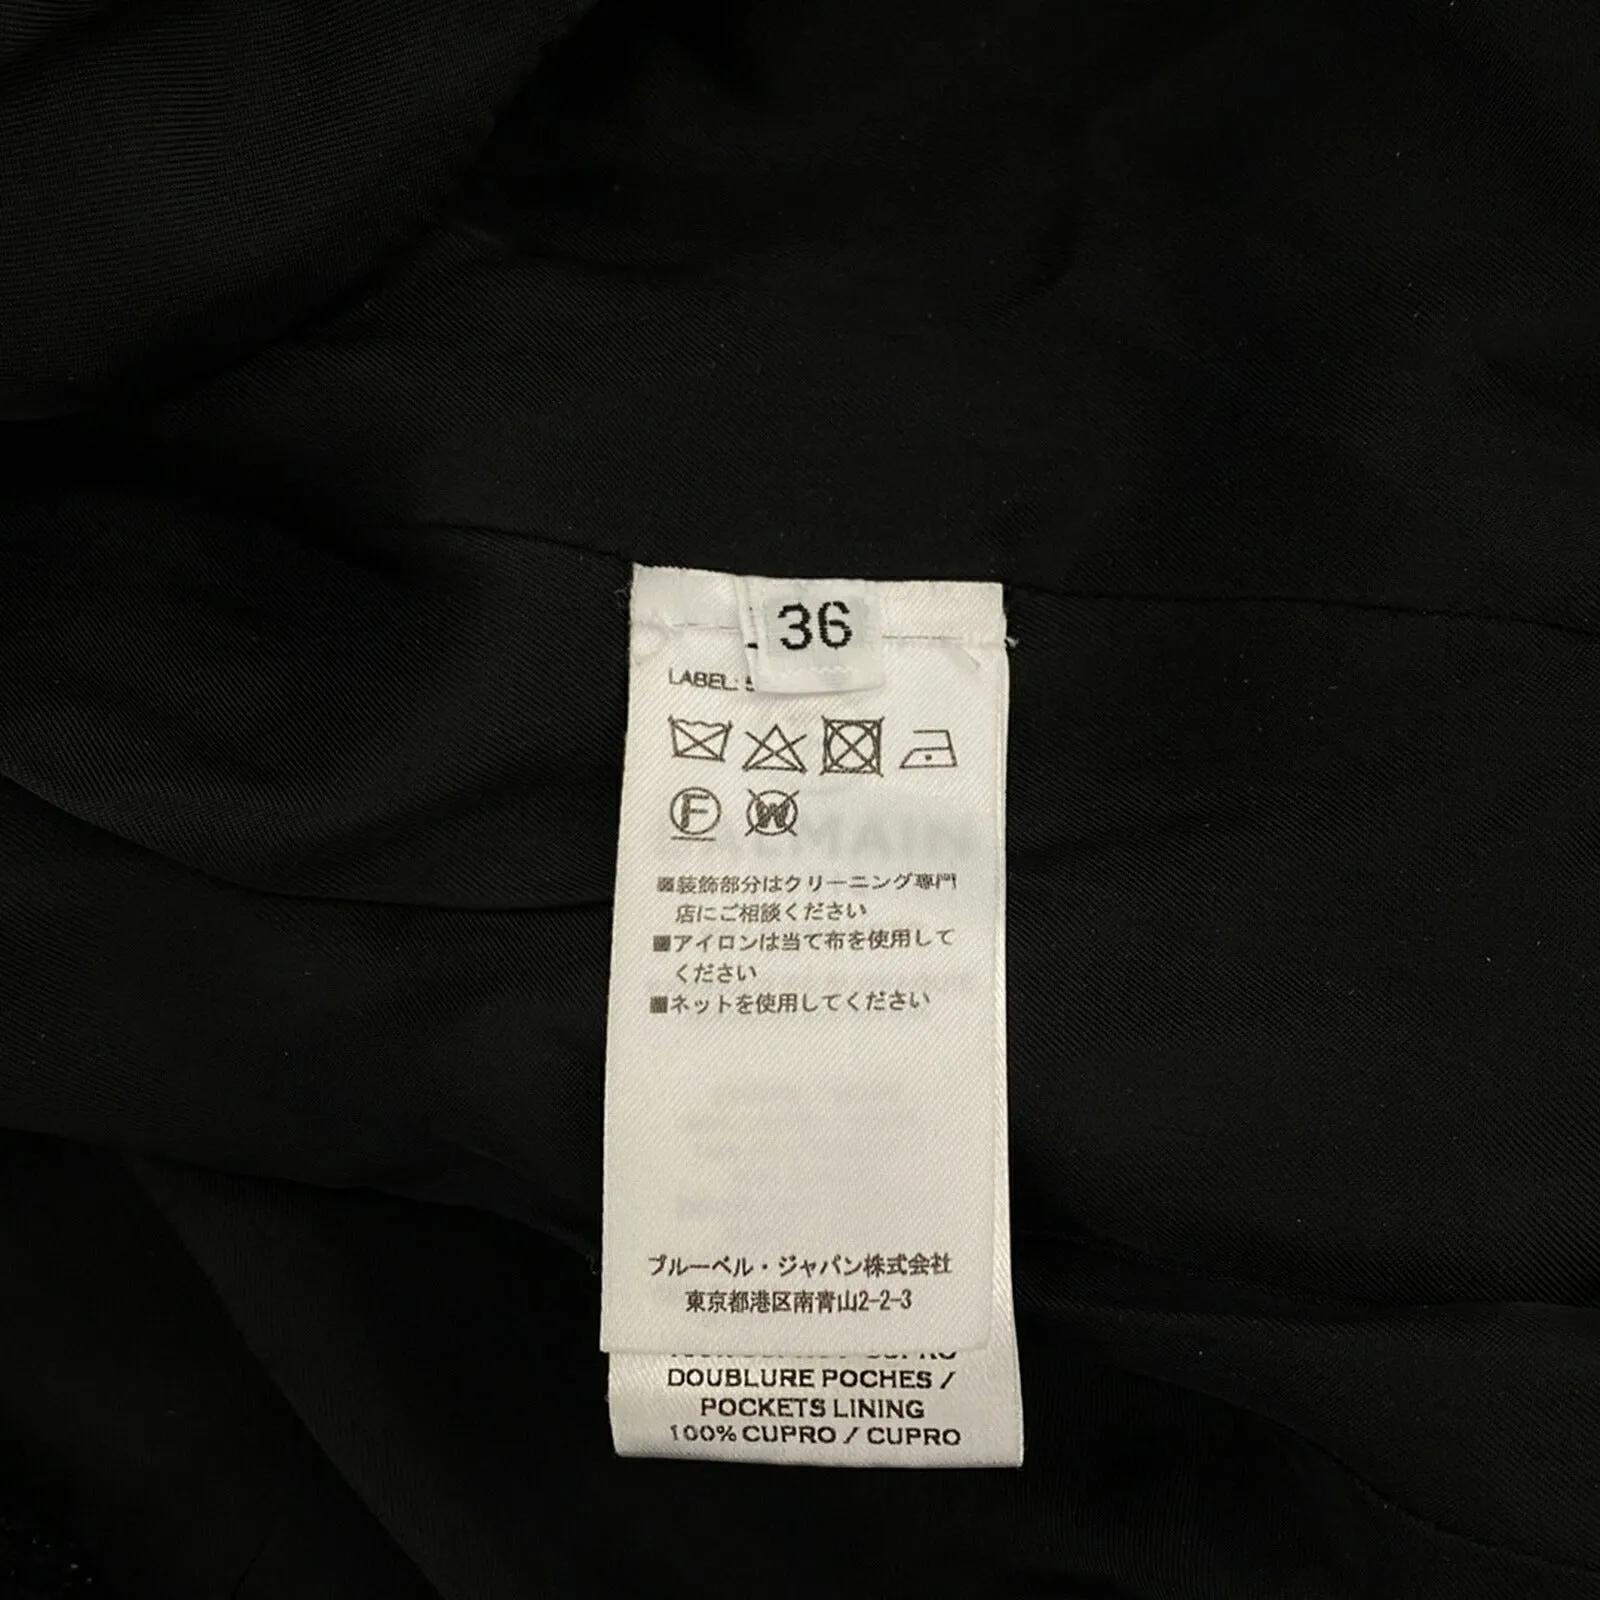 36
LABEL:
F
W
■装飾部分はクリーニング専門
店にご相談ください
■アイロンは当て布を使用して
ください
■ネットを使用してください
ブルーベル・ジャパン株式会社
東京都港区南青山2-2-3
DOUBLURE POCHES /
POCKETS LINING
100% CUPRO / CUPRO